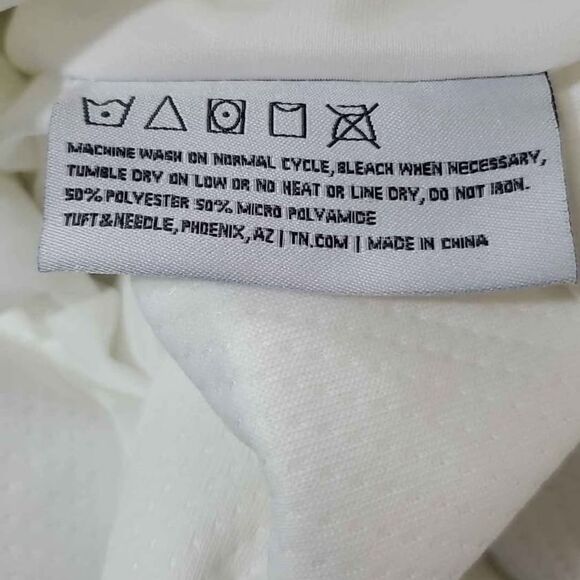 MACHINE WASH ON NORMAL CYCLE, BLEACH WHEN NECESSARY,
TUMBLE DRY ON LOW OR NO HEAT OR LINE DRY, DO NOT IRON.
50% POLYESTER 50% MICRO POLYAMIDE
TUFT&NEEDLE, PHOENIX, AZ | TN.COM | MADE IN CHINA